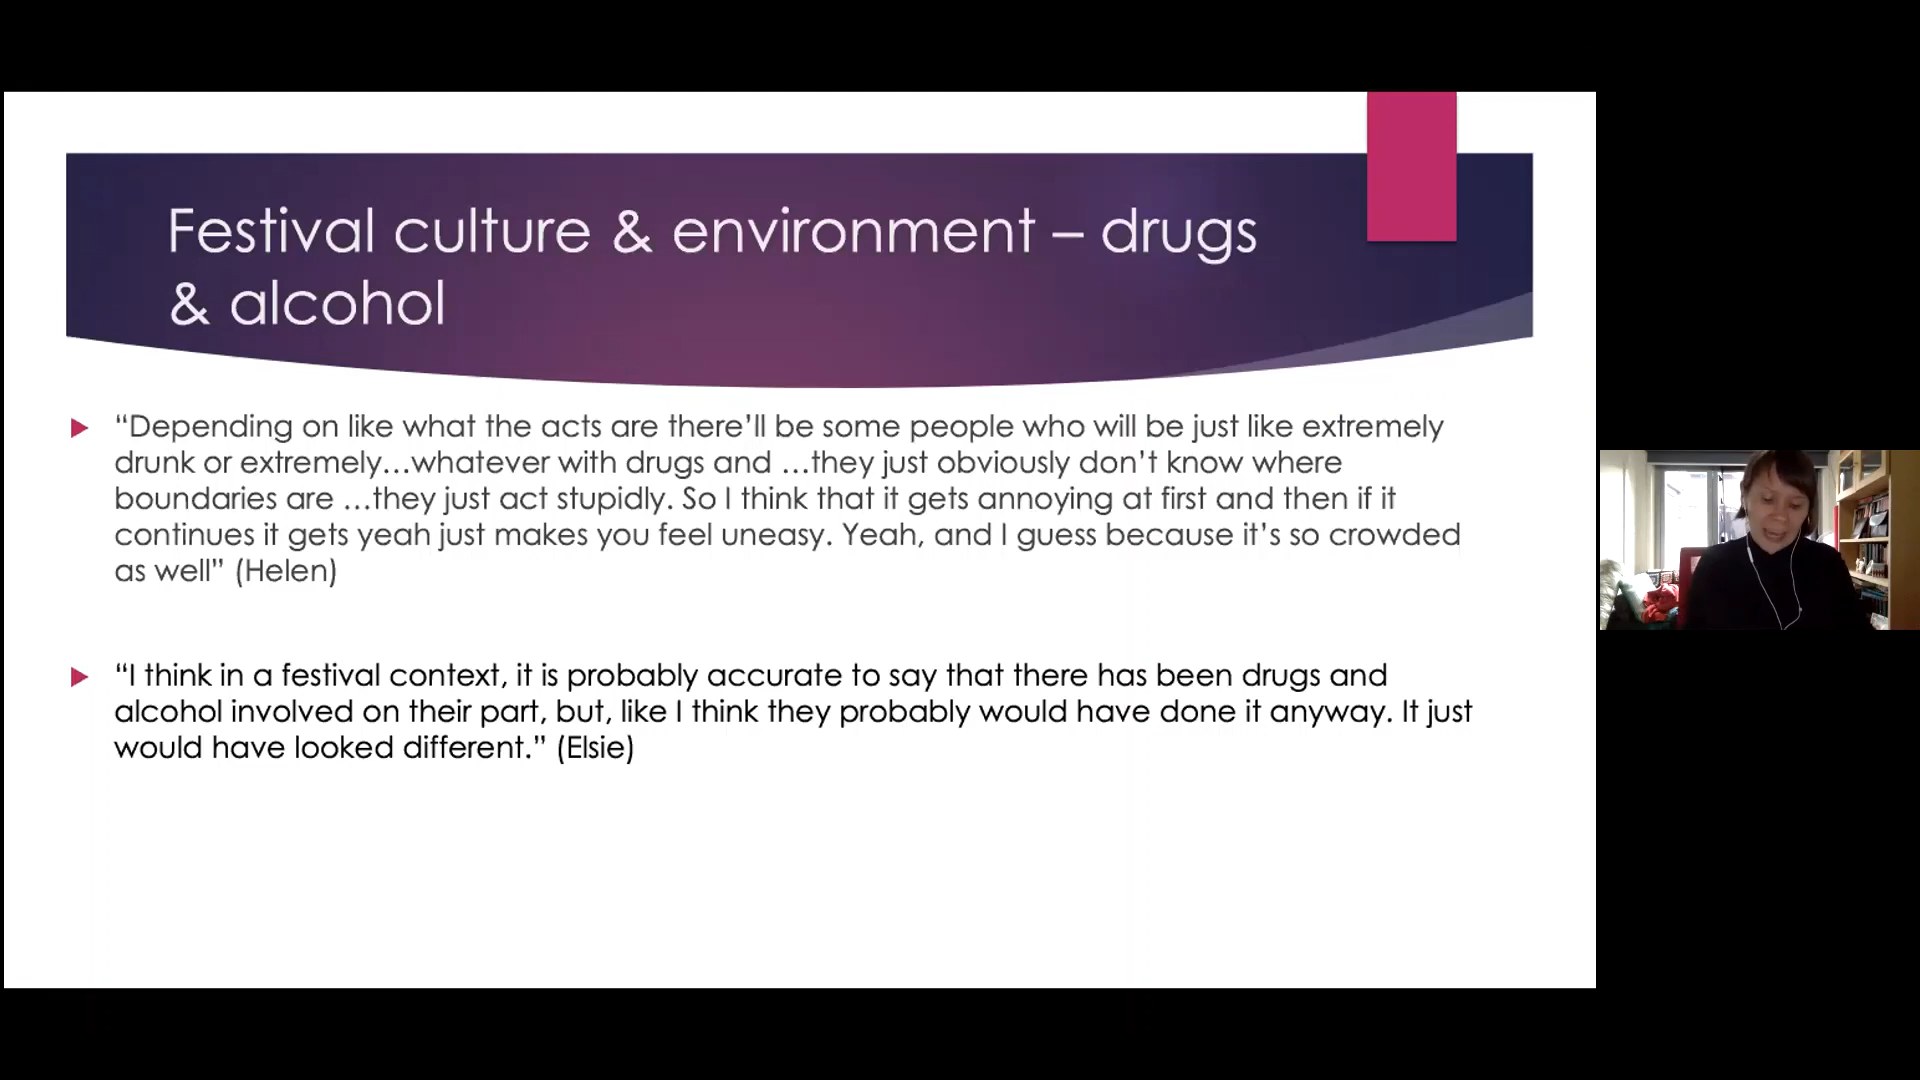 Festival culture & environment – drugs
& alcohol
“Depending on like what the acts are there’ll be some people who will be just like extremely
drunk or extremely…whatever with drugs and …they just obviously don’t know where
boundaries are …they just act stupidly. So I think that it gets annoying at first and then if it
continues it gets yeah just makes you feel uneasy. Yeah, and I guess because it’s so crowded
as well” (Helen)
“I think in a festival context, it is probably accurate to say that there has been drugs and
alcohol involved on their part, but, like I think they probably would have done it anyway. It just
would have looked different.” (Elsie)